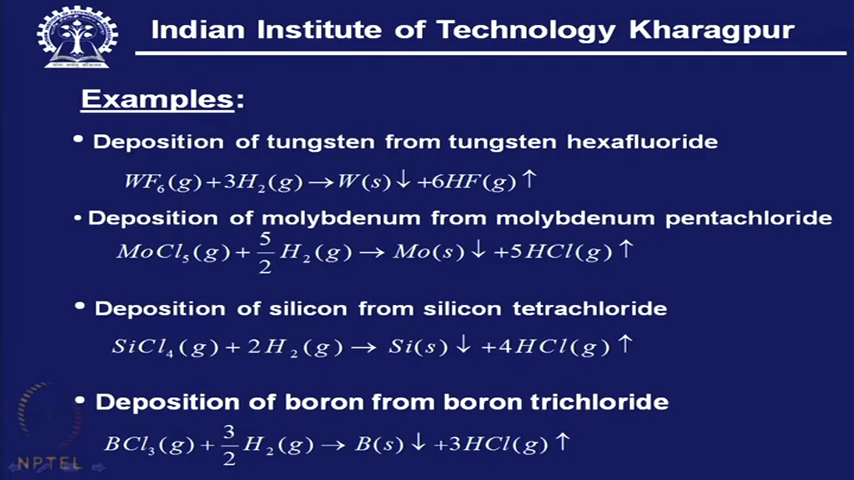 Indian Institute of Technology Kharagpur
Examples:
• Deposition of tungsten from tungsten hexafluoride
WF₆(g)+3H₂(g)→W(s)↓+6HF(g)↑
• Deposition of molybdenum from molybdenum pentachloride
MoCl₅(g)+5/2 H₂(g)→Mo(s)↓+5HCl(g)↑
• Deposition of silicon from silicon tetrachloride
SiCl₄(g)+2H₂(g)→Si(s)↓+4HCl(g)↑
• Deposition of boron from boron trichloride
BCl₃(g)+3/2 H₂(g)→B(s)↓+3HCl(g)↑
NPTEL